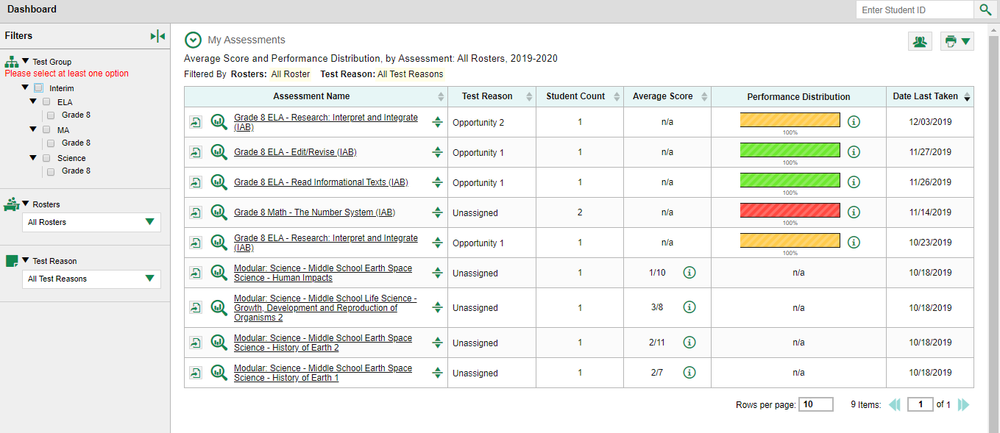 Dashboard
Enter Student ID
Filters
Test Group
Please select at least one option
Interim
ELA
Grade 8
MA
Grade 8
Science
Grade 8
Rosters
All Rosters
Test Reason
All Test Reasons
My Assessments
Average Score and Performance Distribution, by Assessment: All Rosters, 2019-2020
Filtered By Rosters: All Roster Test Reason: All Test Reasons
Assessment Name Test Reason Student Count Average Score Performance Distribution Date Last Taken
Grade 8 ELA - Research: Interpret and Integrate
(IAB)
Opportunity 2 1 n/a 100% 12/03/2019
Grade 8 ELA - Edit/Revise (IAB) Opportunity 1 1 n/a 100% 11/27/2019
Grade 8 ELA - Read Informational Texts (IAB) Opportunity 1 1 n/a 100% 11/26/2019
Grade 8 Math - The Number System (IAB) Unassigned 2 n/a 100% 11/14/2019
Grade 8 ELA - Research: Interpret and Integrate
(IAB)
Opportunity 1 1 n/a 100% 10/23/2019
Modular: Science - Middle School Earth Space
Science - Human Impacts
Unassigned 1 1/10 n/a 10/18/2019
Modular: Science - Middle School Life Science -
Growth, Development and Reproduction of
Organisms 2
Unassigned 1 3/8 n/a 10/18/2019
Modular: Science - Middle School Earth Space
Science - History of Earth 2
Unassigned 1 2/11 n/a 10/18/2019
Modular: Science - Middle School Earth Space
Science - History of Earth 1
Unassigned 1 2/7 n/a 10/18/2019
Rows per page: 10 9 Items: 1 of 1